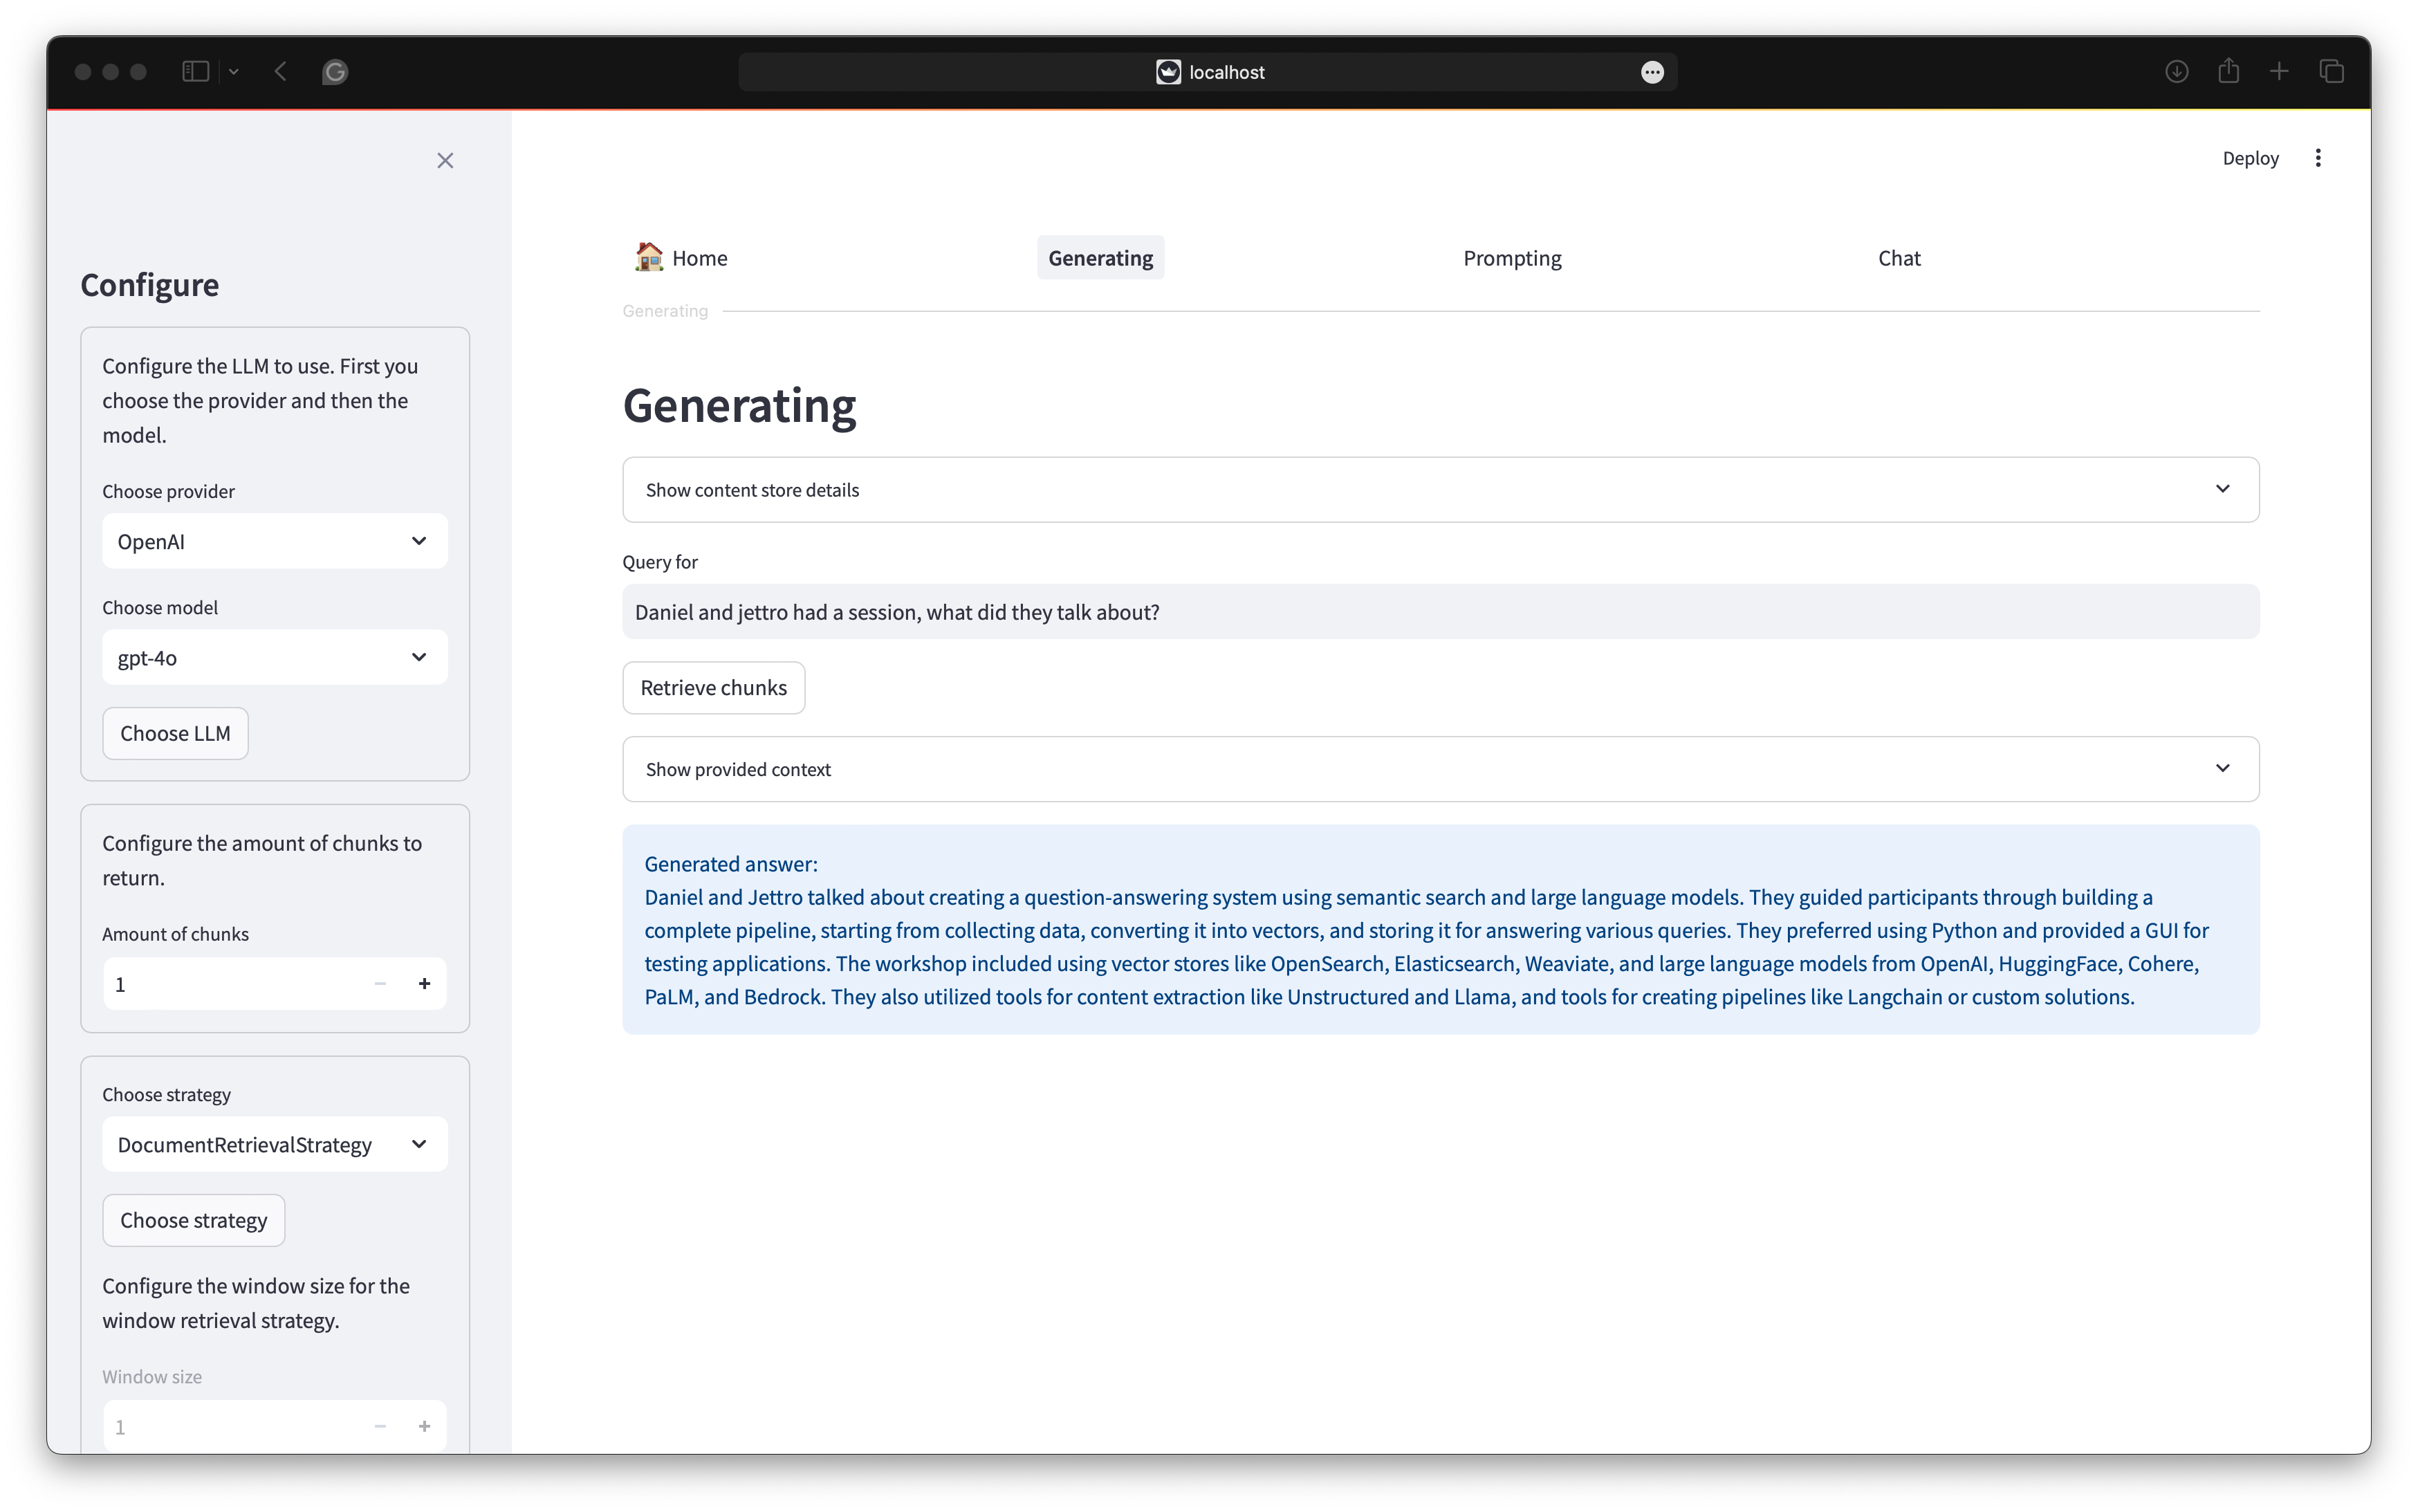 localhost
Deploy
Configure
Configure the LLM to use. First you
choose the provider and then the
model.
Choose provider
OpenAI
Choose model
gpt-4o
Choose LLM
Configure the amount of chunks to
return.
Amount of chunks
1
Choose strategy
DocumentRetrievalStrategy
Choose strategy
Configure the window size for the
window retrieval strategy.
Window size
1
Home
Generating
Prompting
Chat
Generating
Generating
Show content store details
Query for
Daniel and jettro had a session, what did they talk about?
Retrieve chunks
Show provided context
Generated answer:
Daniel and Jettro talked about creating a question-answering system using semantic search and large language models. They guided participants through building a
complete pipeline, starting from collecting data, converting it into vectors, and storing it for answering various queries. They preferred using Python and provided a GUI for
testing applications. The workshop included using vector stores like OpenSearch, Elasticsearch, Weaviate, and large language models from OpenAI, HuggingFace, Cohere,
PaLM, and Bedrock. They also utilized tools for content extraction like Unstructured and Llama, and tools for creating pipelines like Langchain or custom solutions.